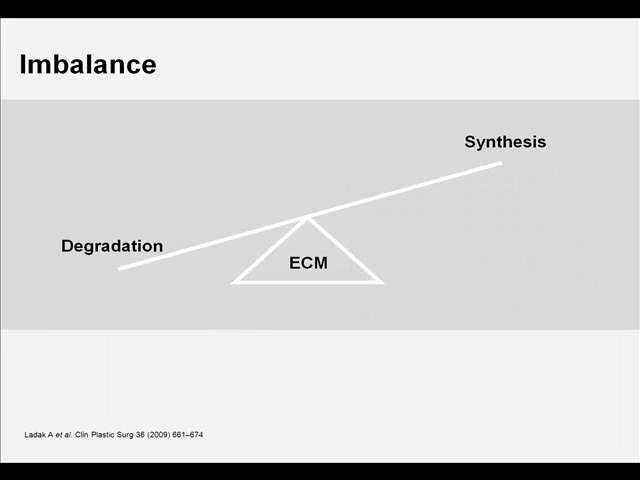 Imbalance
Synthesis
Degradation
ECM
Ladak A et al. Clin Plastic Surg 36 (2009) 661–674